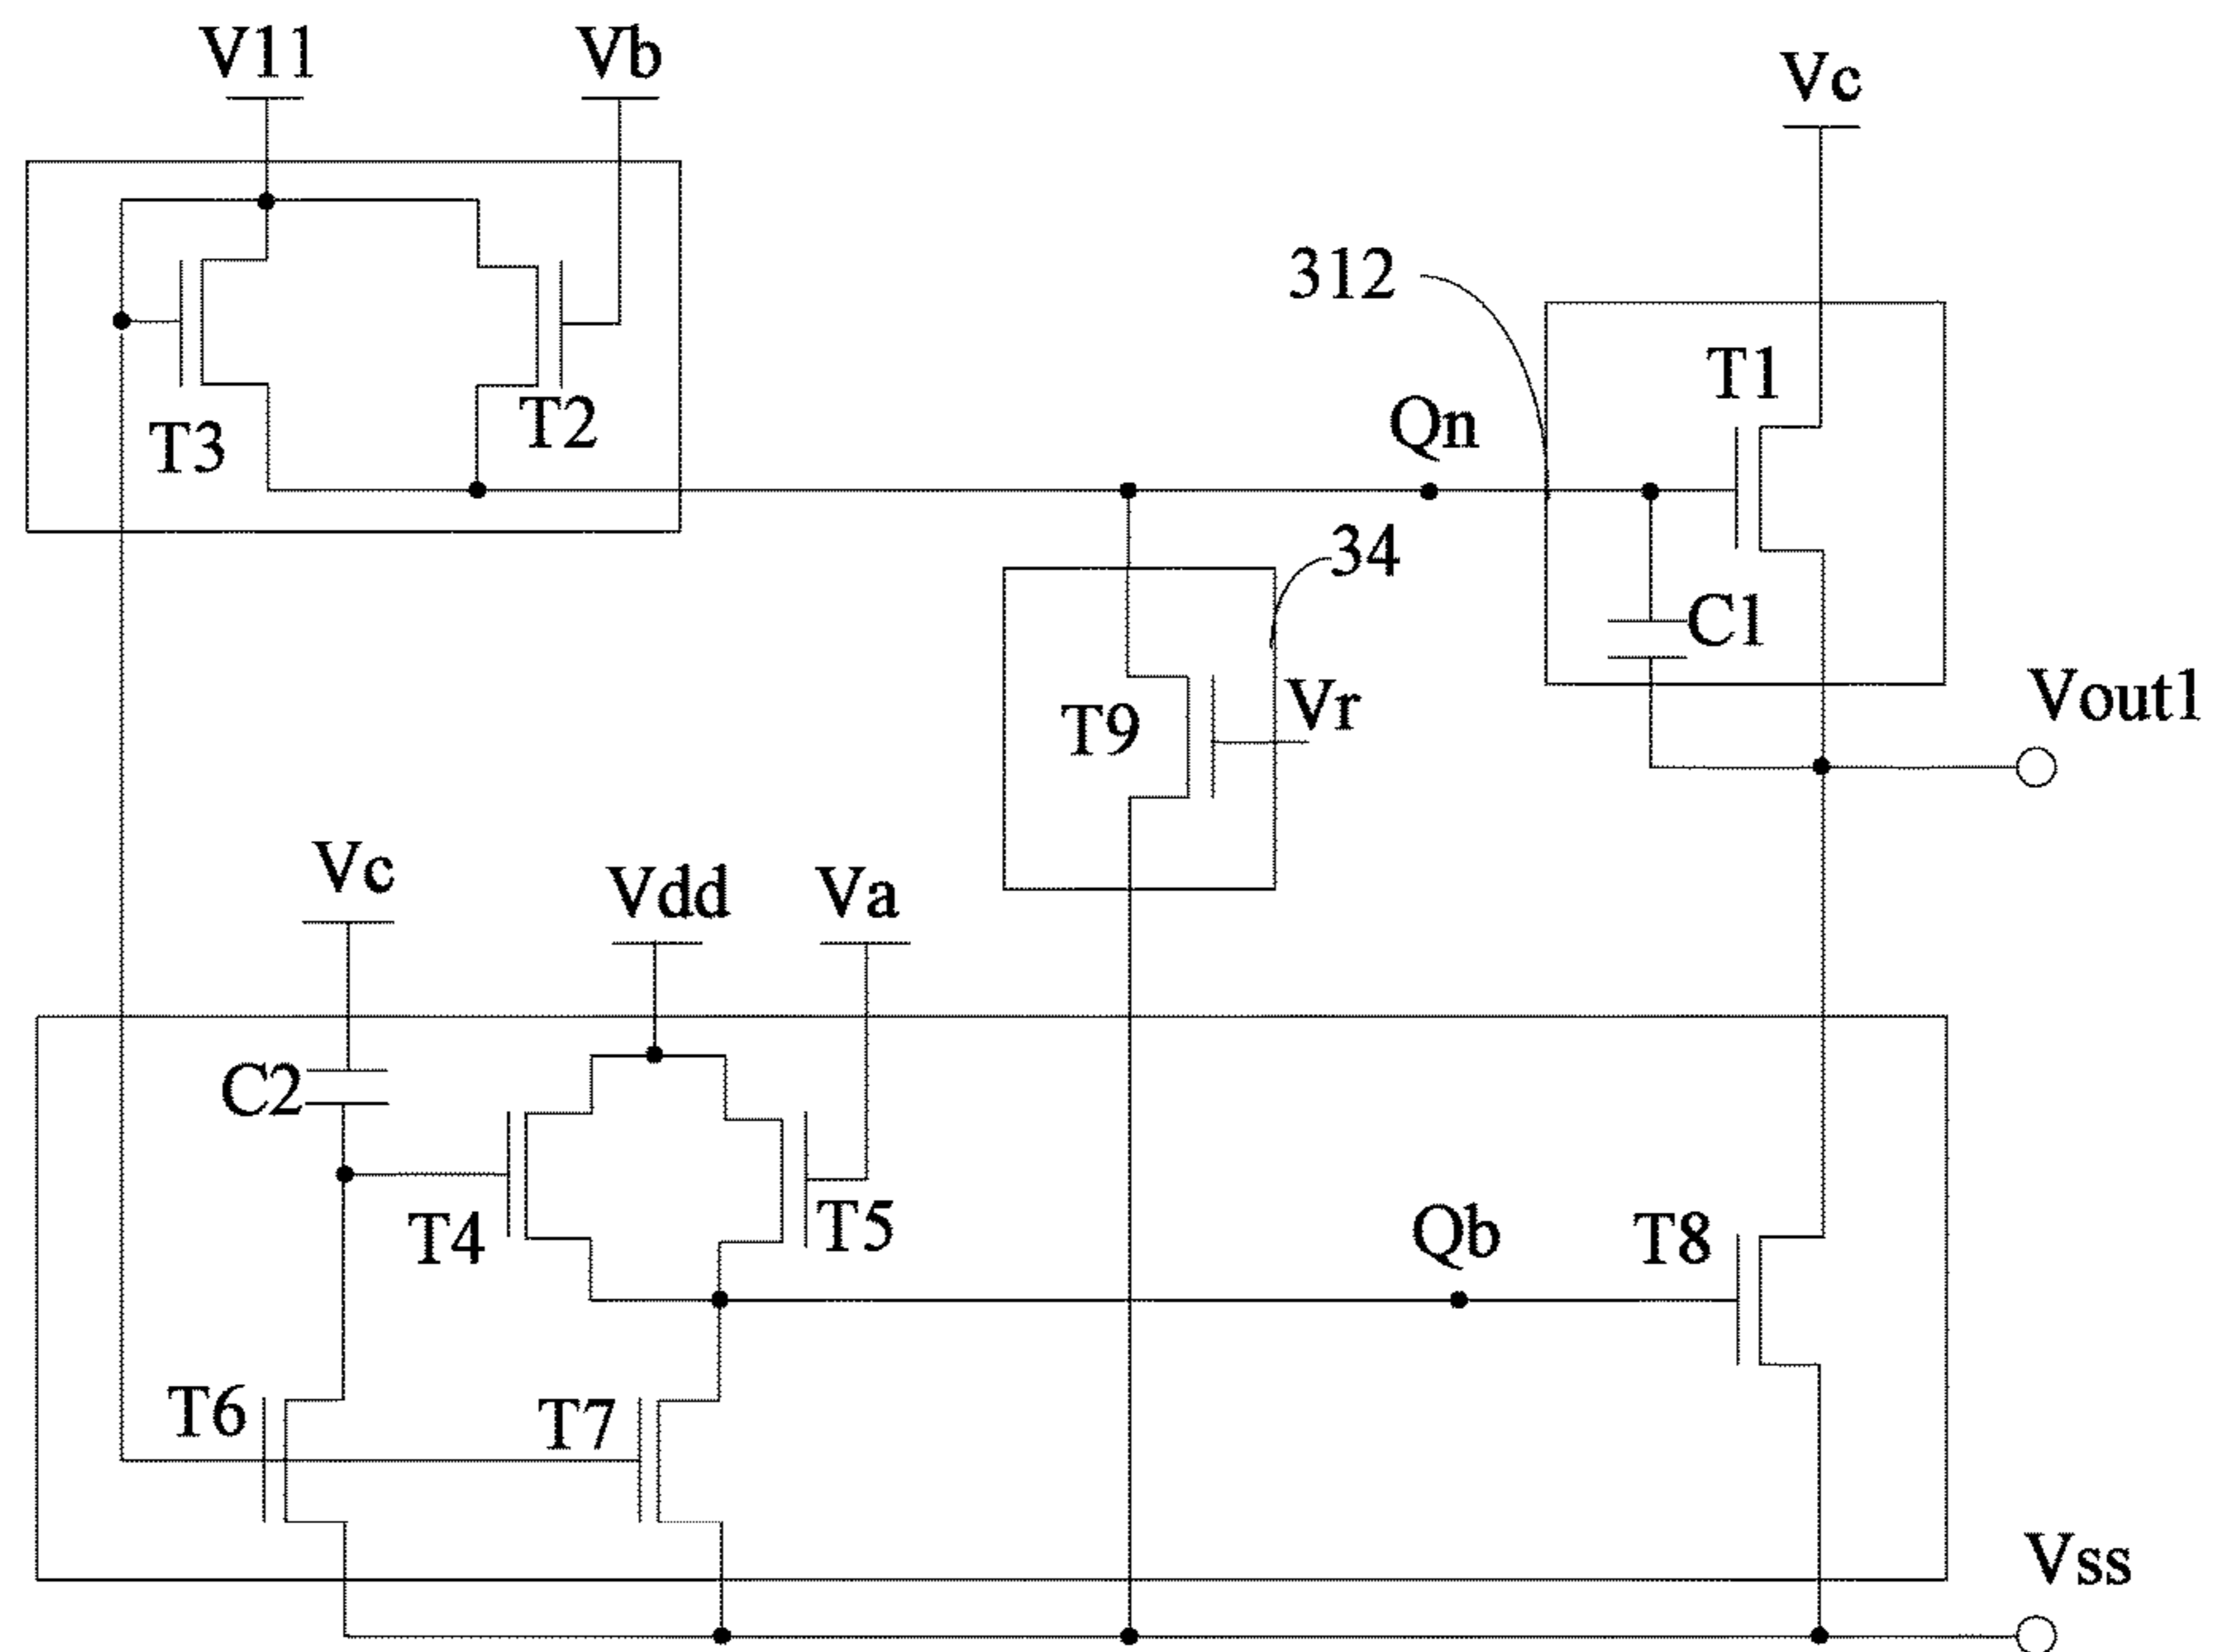 V11
Vb
Vc
312
T1
T3
T2
Qn
34
C1
T9
Vr
Vout1
Vc
Vdd
Va
C2
T4
T5
Qb
T8
T6
T7
Vss